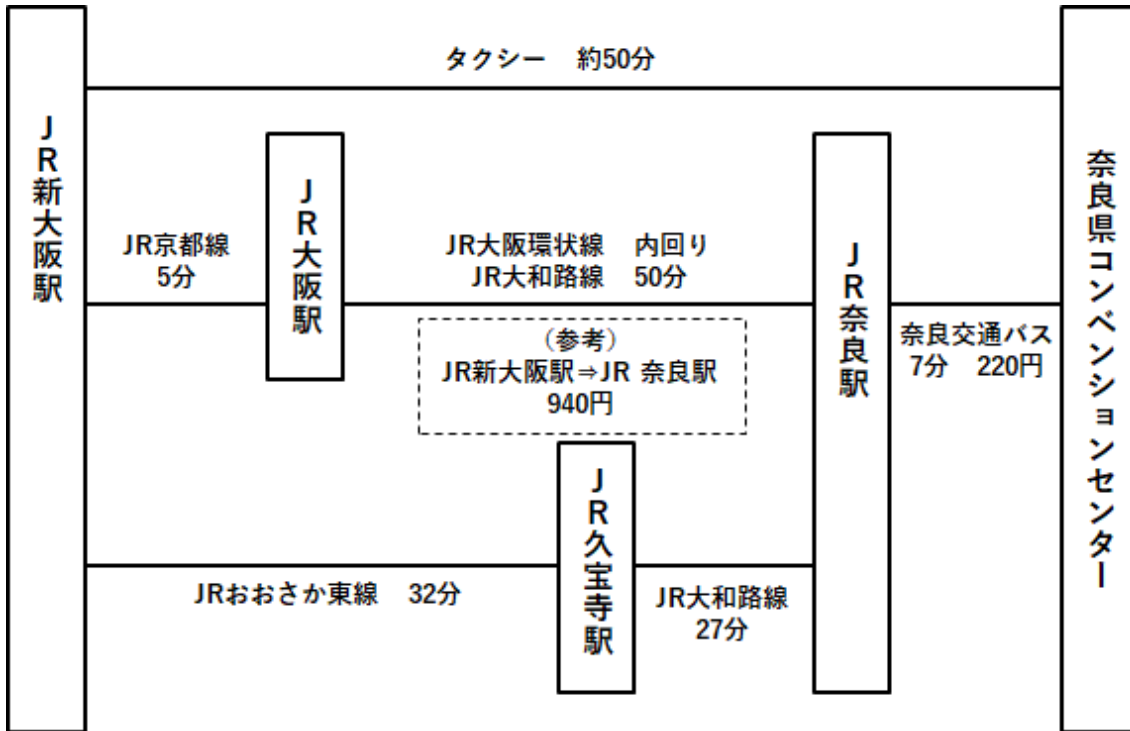 タクシー　約50分
JR新大阪駅
JR京都線
5分
JR大阪駅
JR大阪環状線　内回り
JR大和路線　50分
（参考）
JR新大阪駅⇒JR 奈良駅
940円
JR奈良駅
奈良交通バス
7分　220円
奈良県コンベンションセンター
JRおおさか東線　32分
JR久宝寺駅
JR大和路線
27分